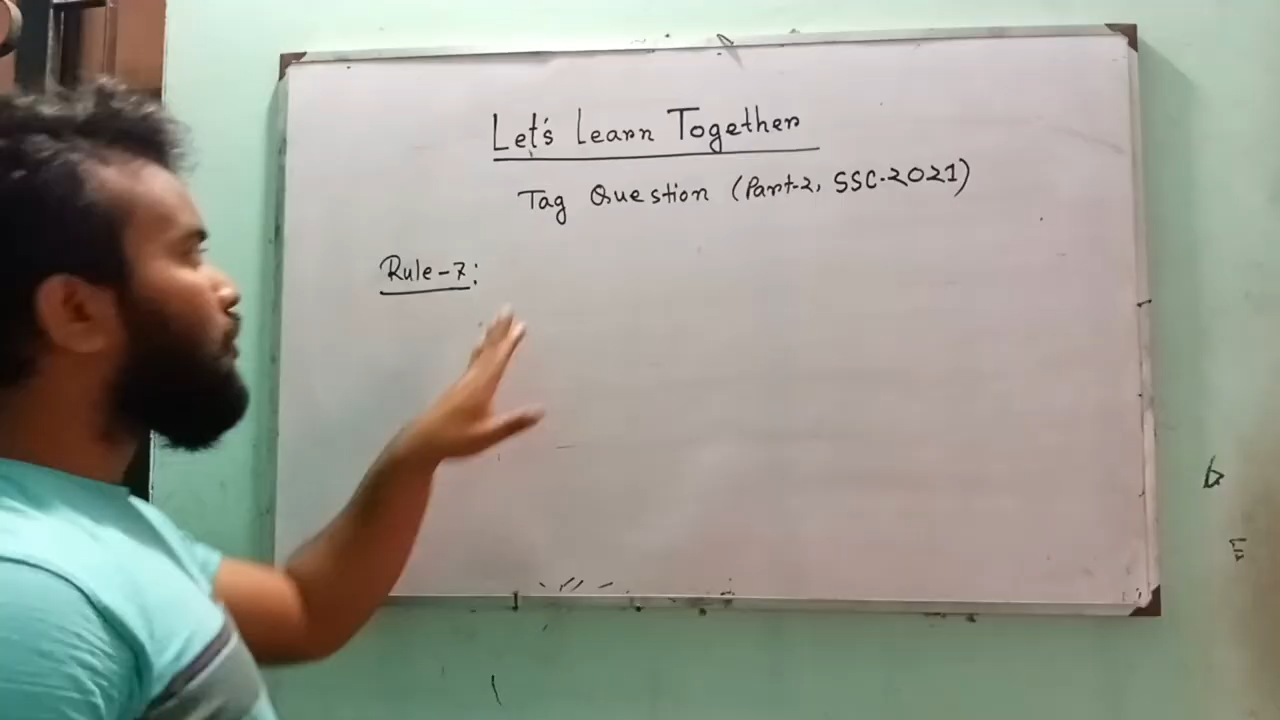 Let's Learn Together
Tag Question (Part-2, SSC-2021)
Rule-7: